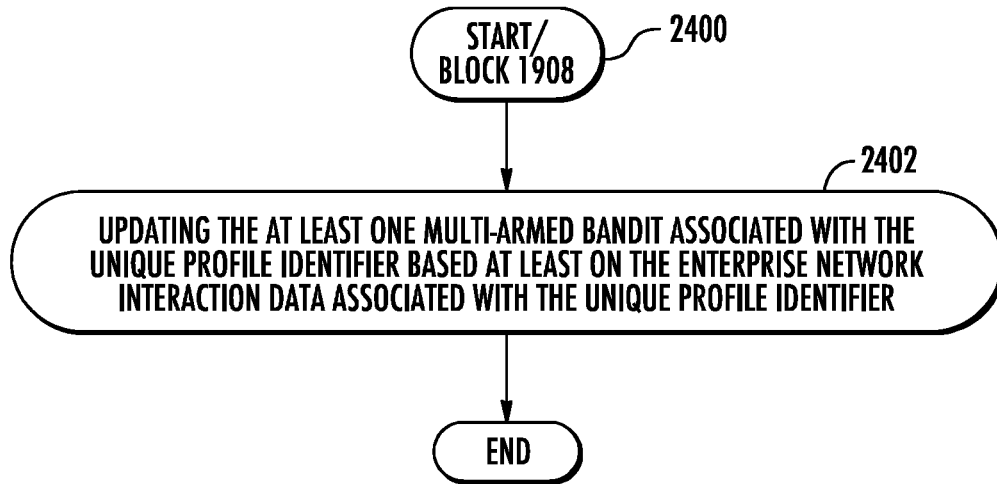 START/
BLOCK 1908
2400
2402
UPDATING THE AT LEAST ONE MULTI-ARMED BANDIT ASSOCIATED WITH THE
UNIQUE PROFILE IDENTIFIER BASED AT LEAST ON THE ENTERPRISE NETWORK
INTERACTION DATA ASSOCIATED WITH THE UNIQUE PROFILE IDENTIFIER
END